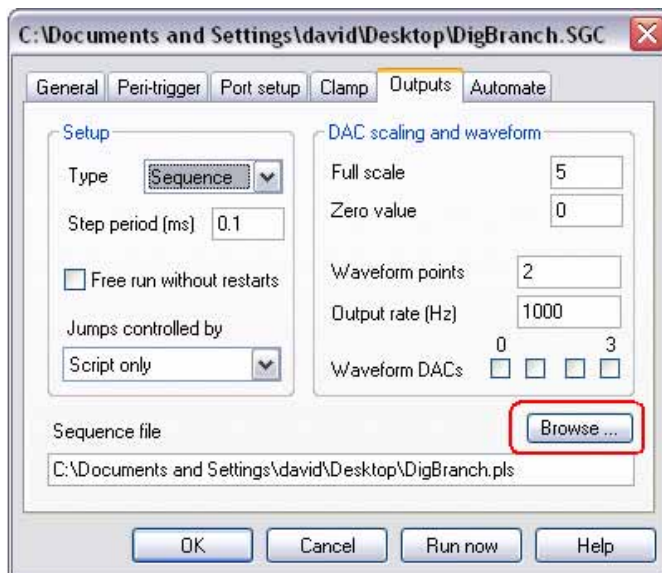 C:\Documents and Settings\david\Desktop\DigBranch.SGC
General Peri-trigger Port setup Clamp Outputs Automate
Setup
Type Sequence
Step period (ms) 0.1
Free run without restarts
Jumps controlled by
Script only
DAC scaling and waveform
Full scale 5
Zero value 0
Waveform points 2
Output rate (Hz) 1000
0 3
Waveform DACs
Sequence file
Browse ...
C:\Documents and Settings\david\Desktop\DigBranch.pls
OK Cancel Run now Help